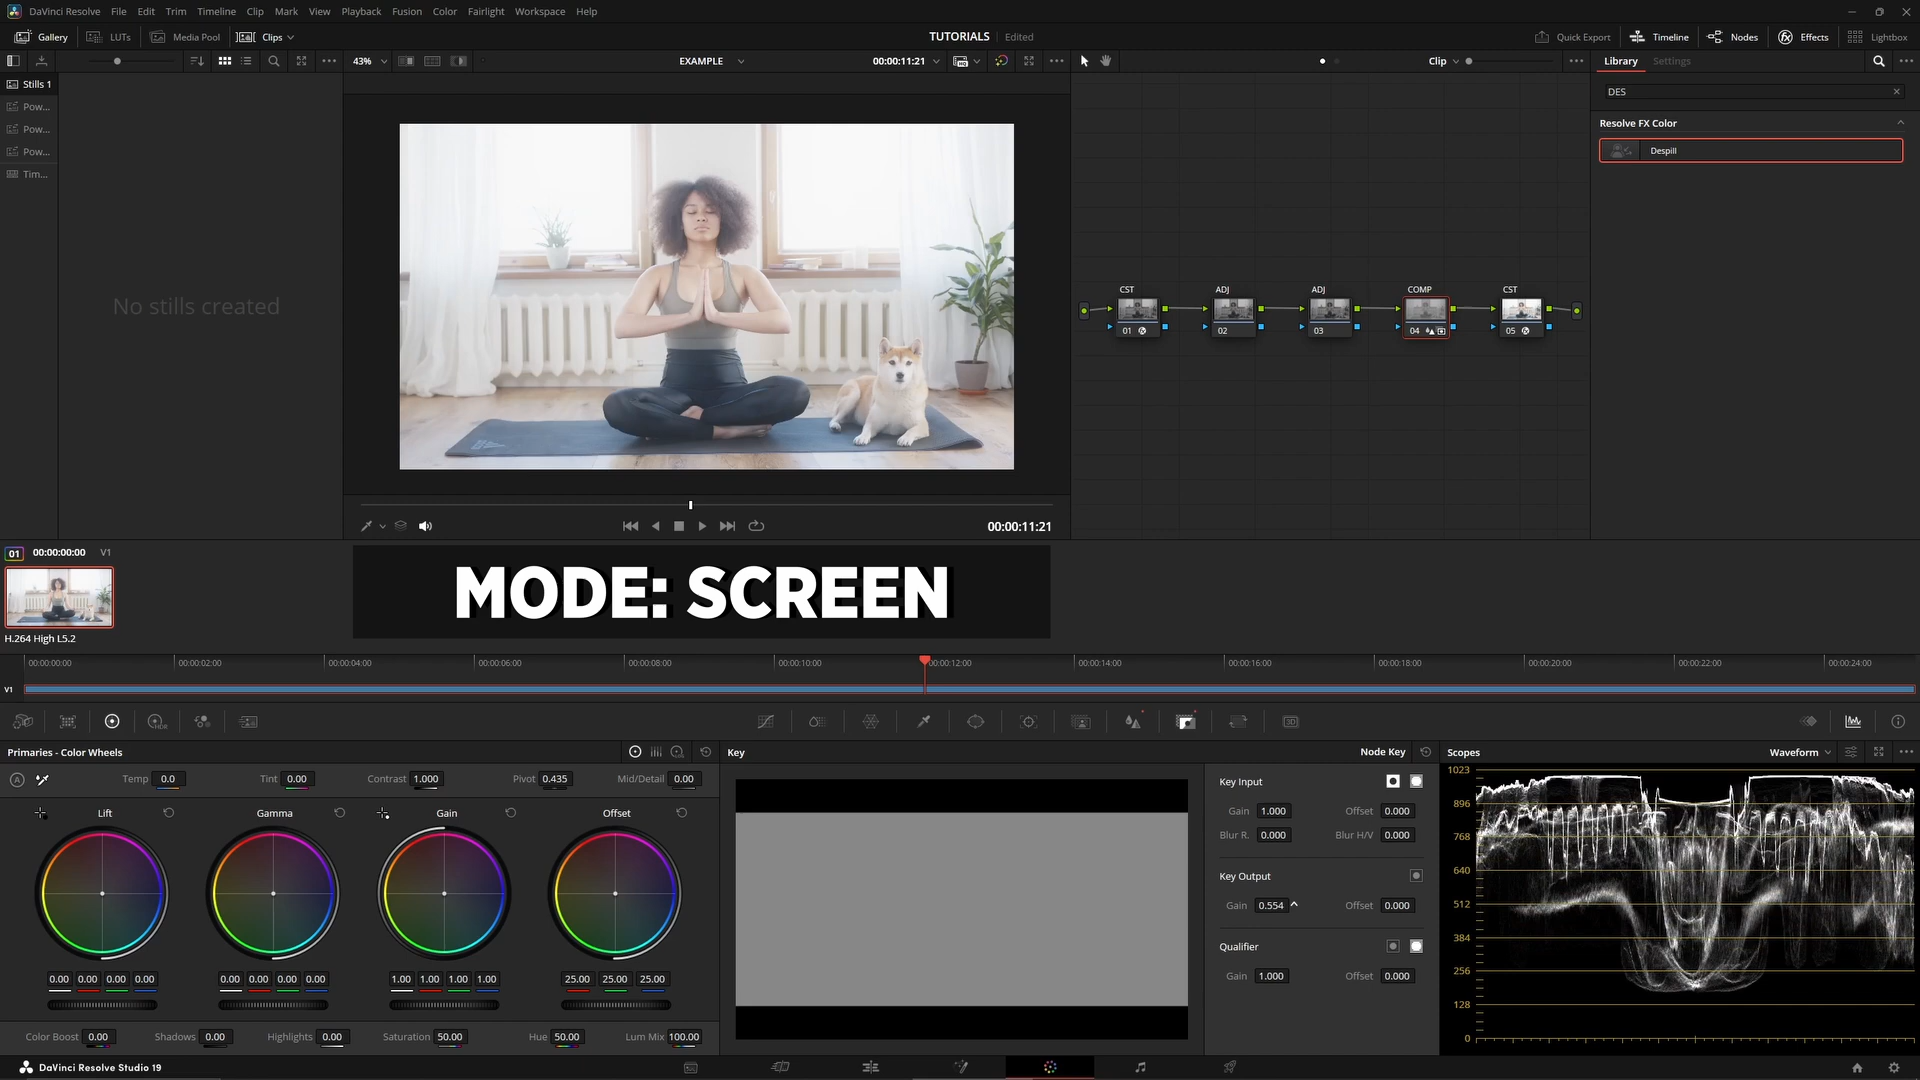 DaVinci Resolve File Edit Trim Timeline Clip Mark View Playback Fusion Color Fairlight Workspace Help
Gallery LUTs Media Pool Clips TUTORIALS Edited Quick Export Timeline Nodes Effects Lightbox
43% EXAMPLE 00:00:11:21 Clip Library Settings
Stills 1
Pow...
Pow...
Pow...
Tim...
No stills created
DES
Resolve FX Color
Despill
CST ADJ ADJ COMP CST
01 02 03 04 05
00:00:11:21
01 00:00:00:00 V1
H.264 High L5.2
MODE: SCREEN
00:00:00:00 00:00:02:00 00:00:04:00 00:00:06:00 00:00:08:00 00:00:10:00 00:00:12:00 00:00:14:00 00:00:16:00 00:00:18:00 00:00:20:00 00:00:22:00 00:00:24:00
V1
HDR
3D
Primaries - Color Wheels
A Temp 0.0 Tint 0.00 Contrast 1.000 Pivot 0.435 Mid/Detail 0.00
Lift Gamma Gain Offset
0.00 0.00 0.00 0.00 0.00 0.00 0.00 0.00 1.00 1.00 1.00 1.00 25.00 25.00 25.00
Color Boost 0.00 Shadows 0.00 Highlights 0.00 Saturation 50.00 Hue 50.00 Lum Mix 100.00
Key Node Key
Key Input
Gain 1.000 Offset 0.000
Blur R. 0.000 Blur H/V 0.000
Key Output
Gain 0.554 Offset 0.000
Qualifier
Gain 1.000 Offset 0.000
Scopes Waveform
1023
896
768
640
512
384
256
128
0
DaVinci Resolve Studio 19